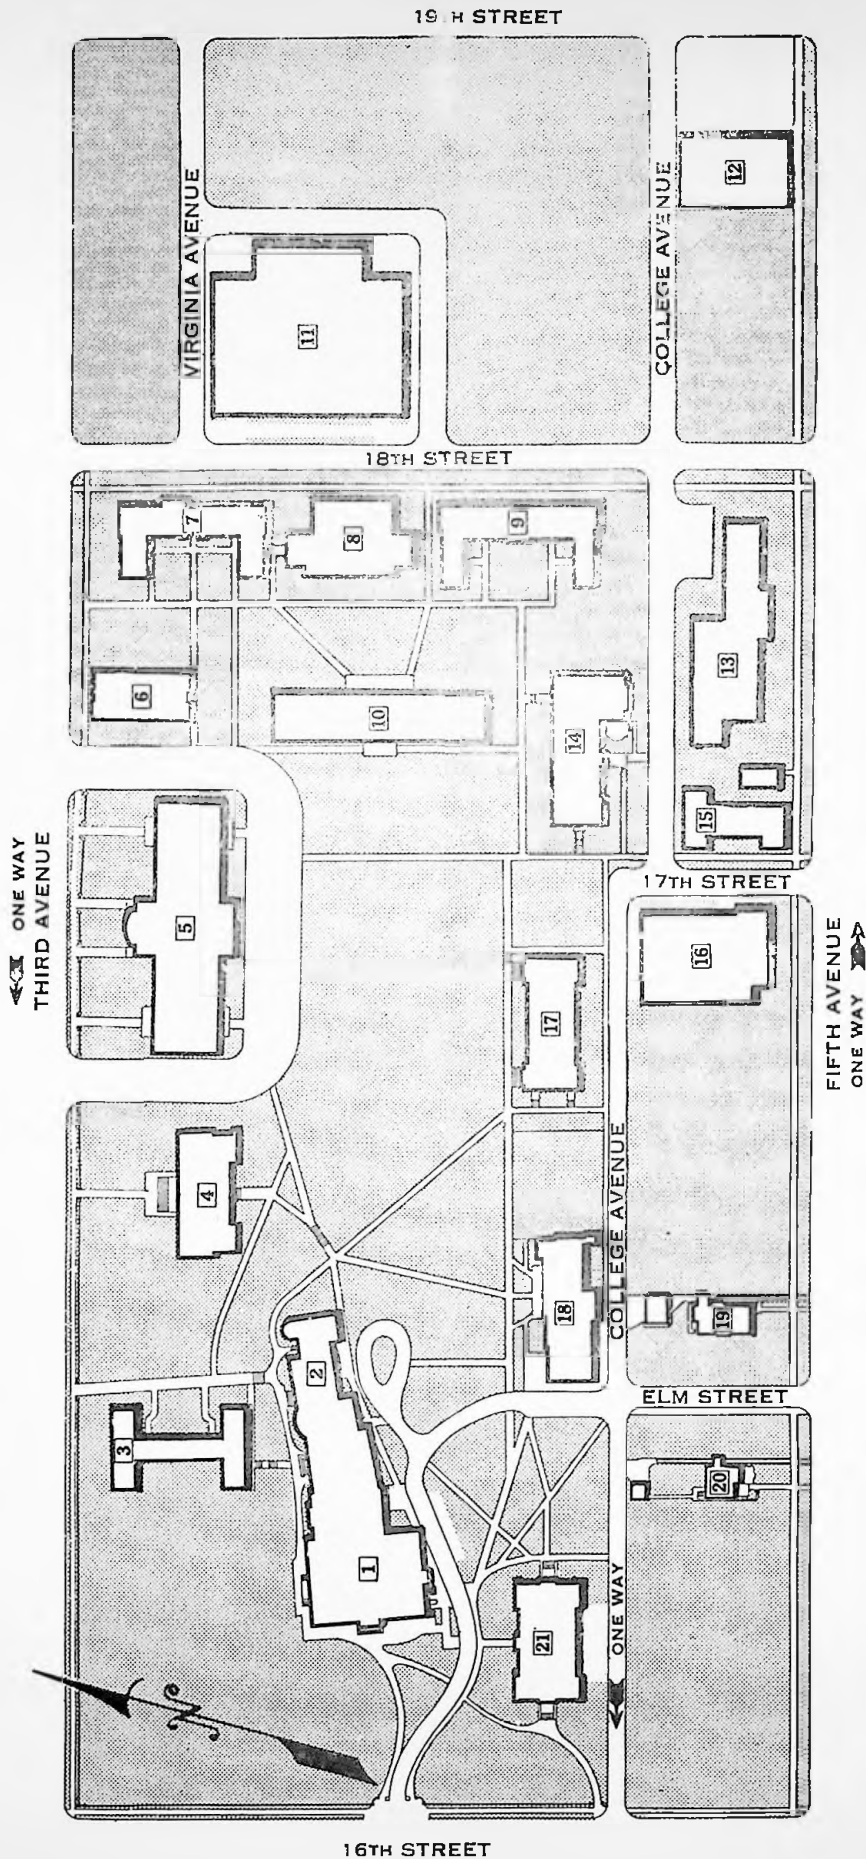 19 H STREET
VIRGINIA AVENUE
COLLEGE AVENUE
12
11
18TH STREET
7
8
9
6
10
14
13
15
ONE WAY
THIRD AVENUE
5
17TH STREET
16
17
FIFTH AVENUE
ONE WAY
4
COLLEGE AVENUE
18
19
2
3
ELM STREET
20
1
21
ONE WAY
N
16TH STREET